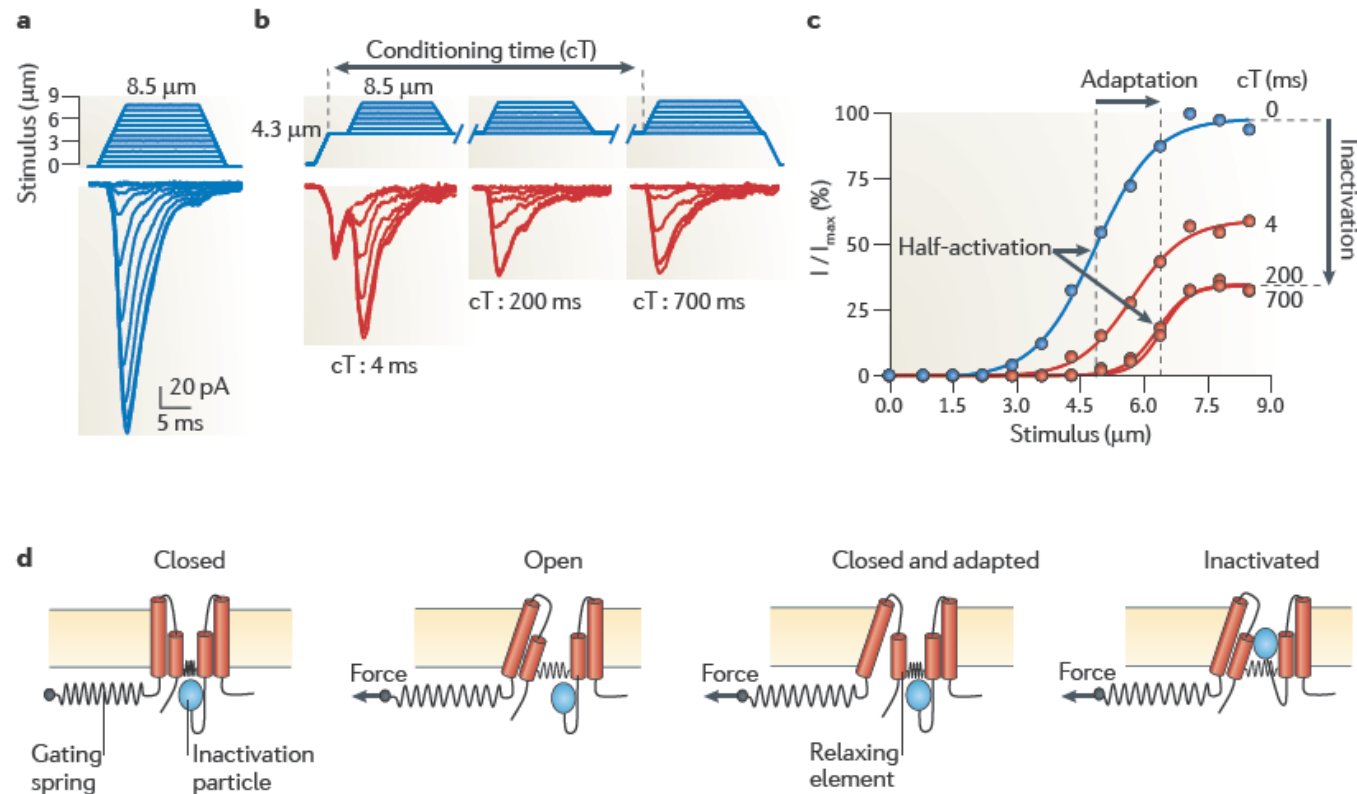 a
8.5 μm
Stimulus (μm)
9
6
3
0
20 pA
5 ms
b
Conditioning time (cT)
8.5 μm
4.3 μm
cT : 4 ms
cT : 200 ms
cT : 700 ms
c
Adaptation
cT (ms)
0
4
200
700
Inactivation
Half-activation
I / Imax (%)
100
75
50
25
0
0.0 1.5 3.0 4.5 6.0 7.5 9.0
Stimulus (μm)
d
Closed
Gating
spring
Inactivation
particle
Open
Force
Closed and adapted
Force
Relaxing
element
Inactivated
Force